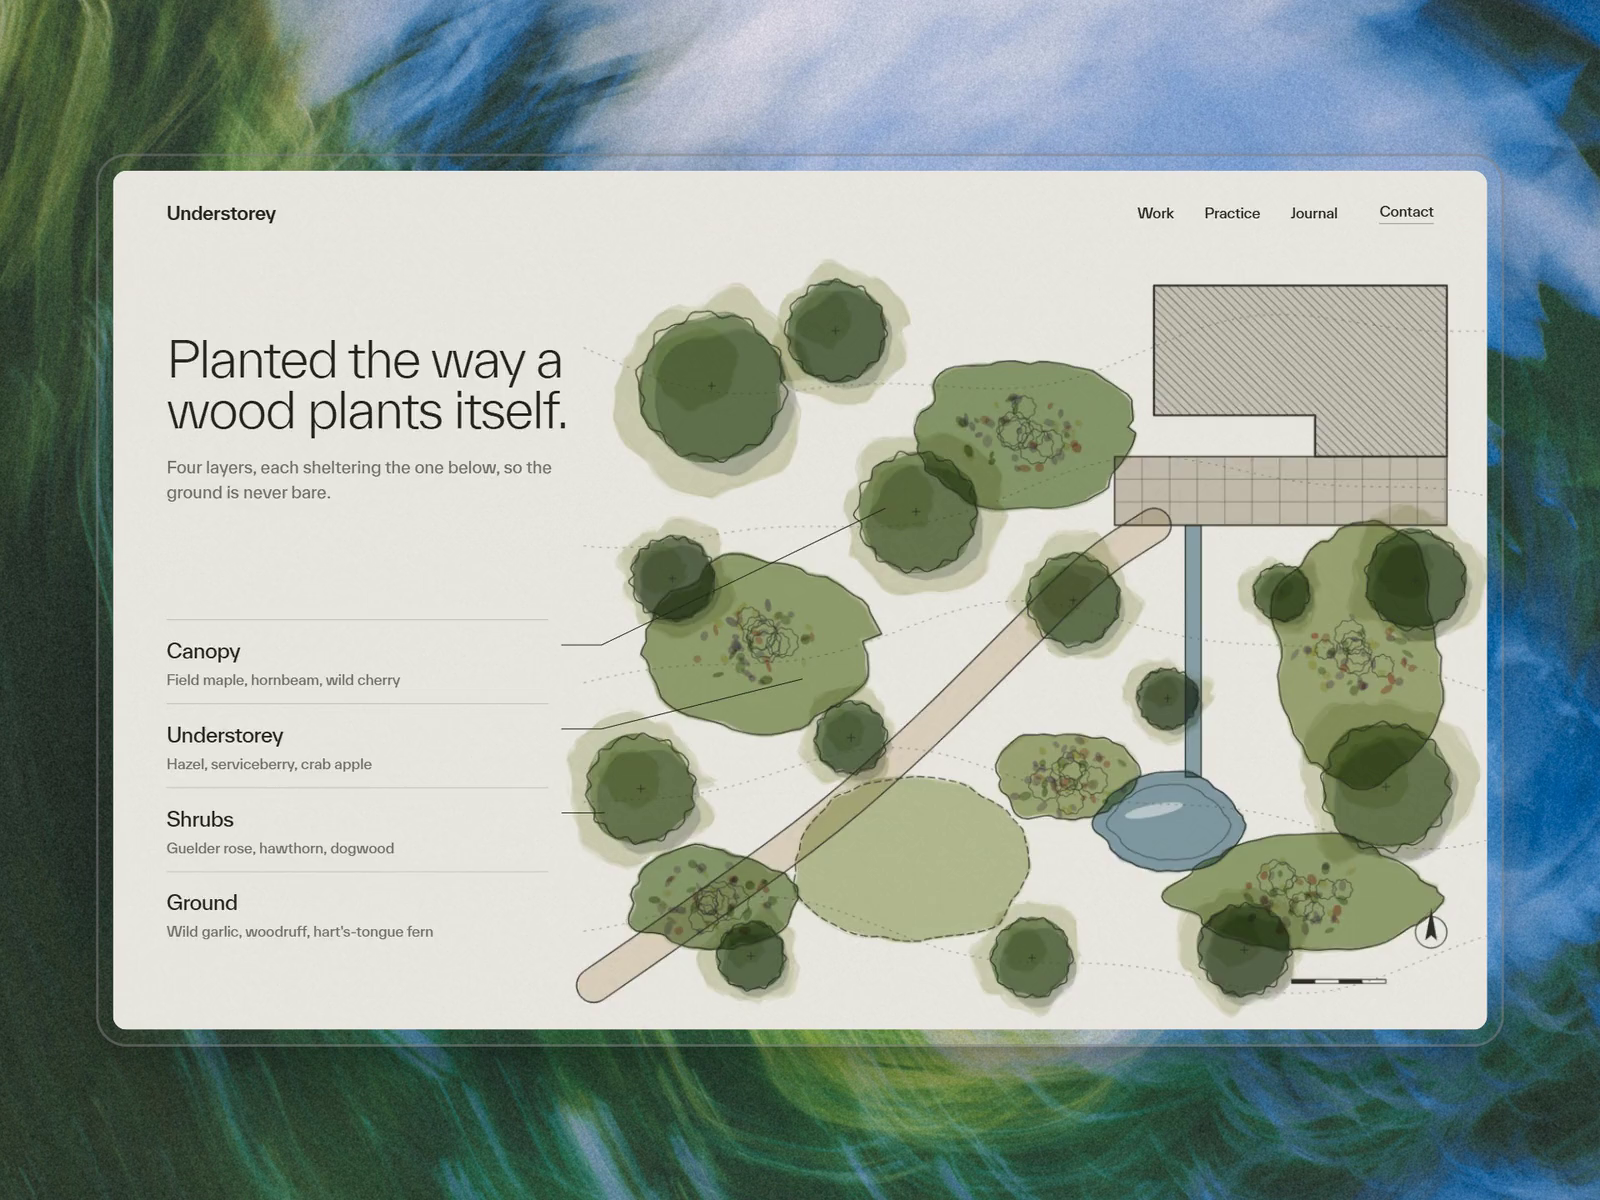 Understorey
Work
Practice
Journal
Contact
Planted the way a
wood plants itself.
Four layers, each sheltering the one below, so the
ground is never bare.
Canopy
Field maple, hornbeam, wild cherry
Understorey
Hazel, serviceberry, crab apple
Shrubs
Guelder rose, hawthorn, dogwood
Ground
Wild garlic, woodruff, hart's-tongue fern